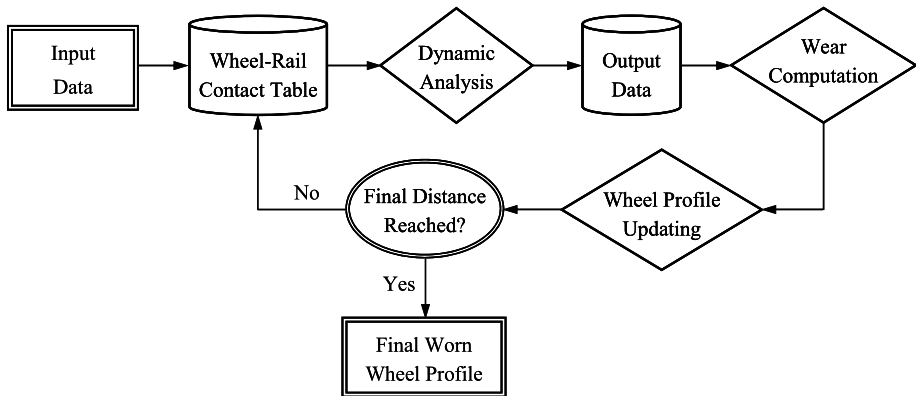 Input
Data
Wheel-Rail
Contact Table
Dynamic
Analysis
Output
Data
Wear
Computation
Wheel Profile
Updating
Final Distance
Reached?
No
Yes
Final Worn
Wheel Profile